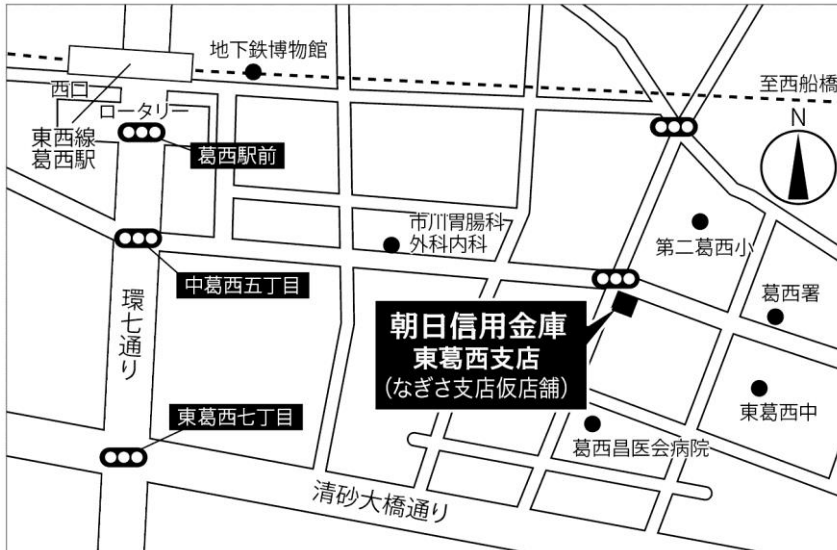 地下鉄博物館
至西船橋
西口
ロータリー
東西線
葛西駅
葛西駅前
N
市川胃腸科
外科内科
第二葛西小
中葛西五丁目
葛西署
環七通り
朝日信用金庫
東葛西支店
(なぎさ支店仮店舗)
東葛西中
東葛西七丁目
葛西昌医会病院
清砂大橋通り